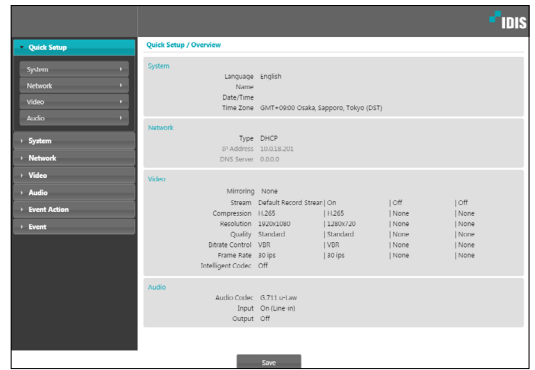 IDIS
Quick Setup
Quick Setup / Overview
System
Network
Video
Audio
System
Network
Video
Audio
Event Action
Event
System
Language English
Name
Date/Time
Time Zone GMT+09:00 Osaka, Sapporo, Tokyo (DST)
Network
Type DHCP
IP Address 10.0.18.201
DNS Server 0.0.0.0
Video
Mirroring None
Stream Default Record Strear | On | Off | Off
Compression H.265 | H.265 | None | None
Resolution 1920x1080 | 1280x720 | None | None
Quality Standard | Standard | None | None
Bitrate Control VBR | VBR | None | None
Frame Rate 30 ips | 30 ips | None | None
Intelligent Codec Off
Audio
Audio Codec G.711 u-Law
Input On (Line-in)
Output Off
Save